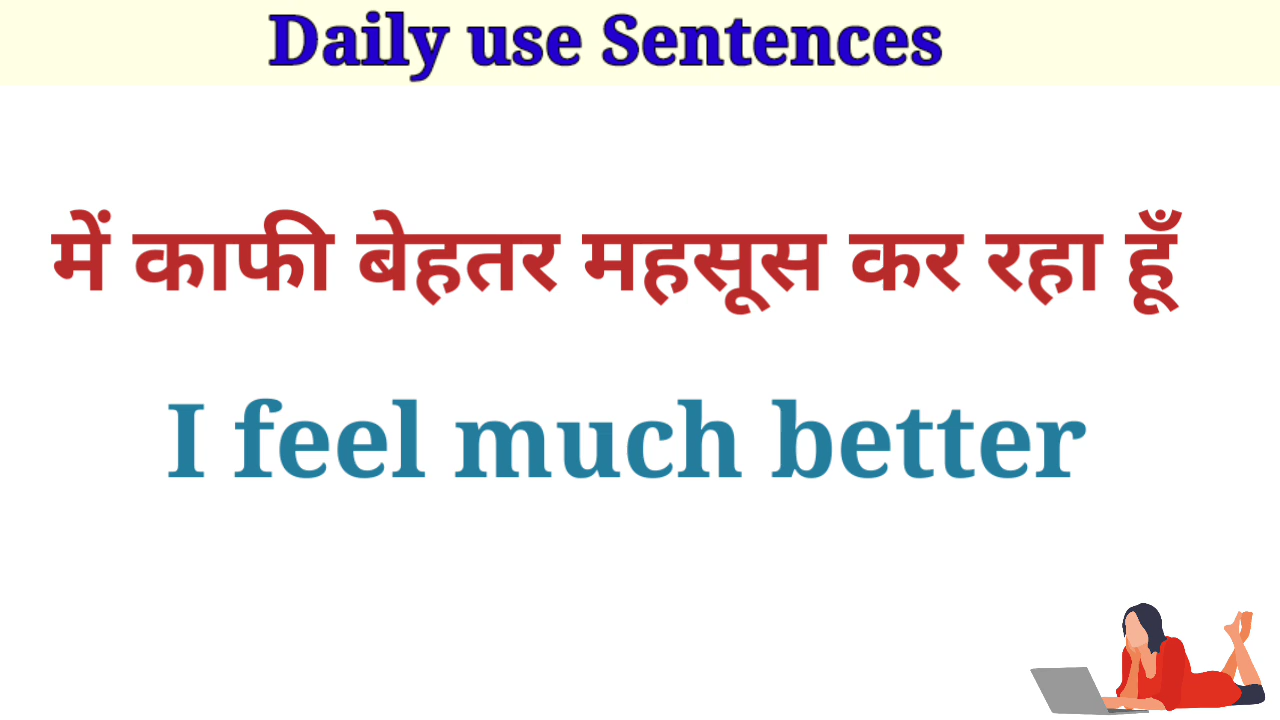 Daily use Sentences
में काफी बेहतर महसूस कर रहा हूँ
I feel much better